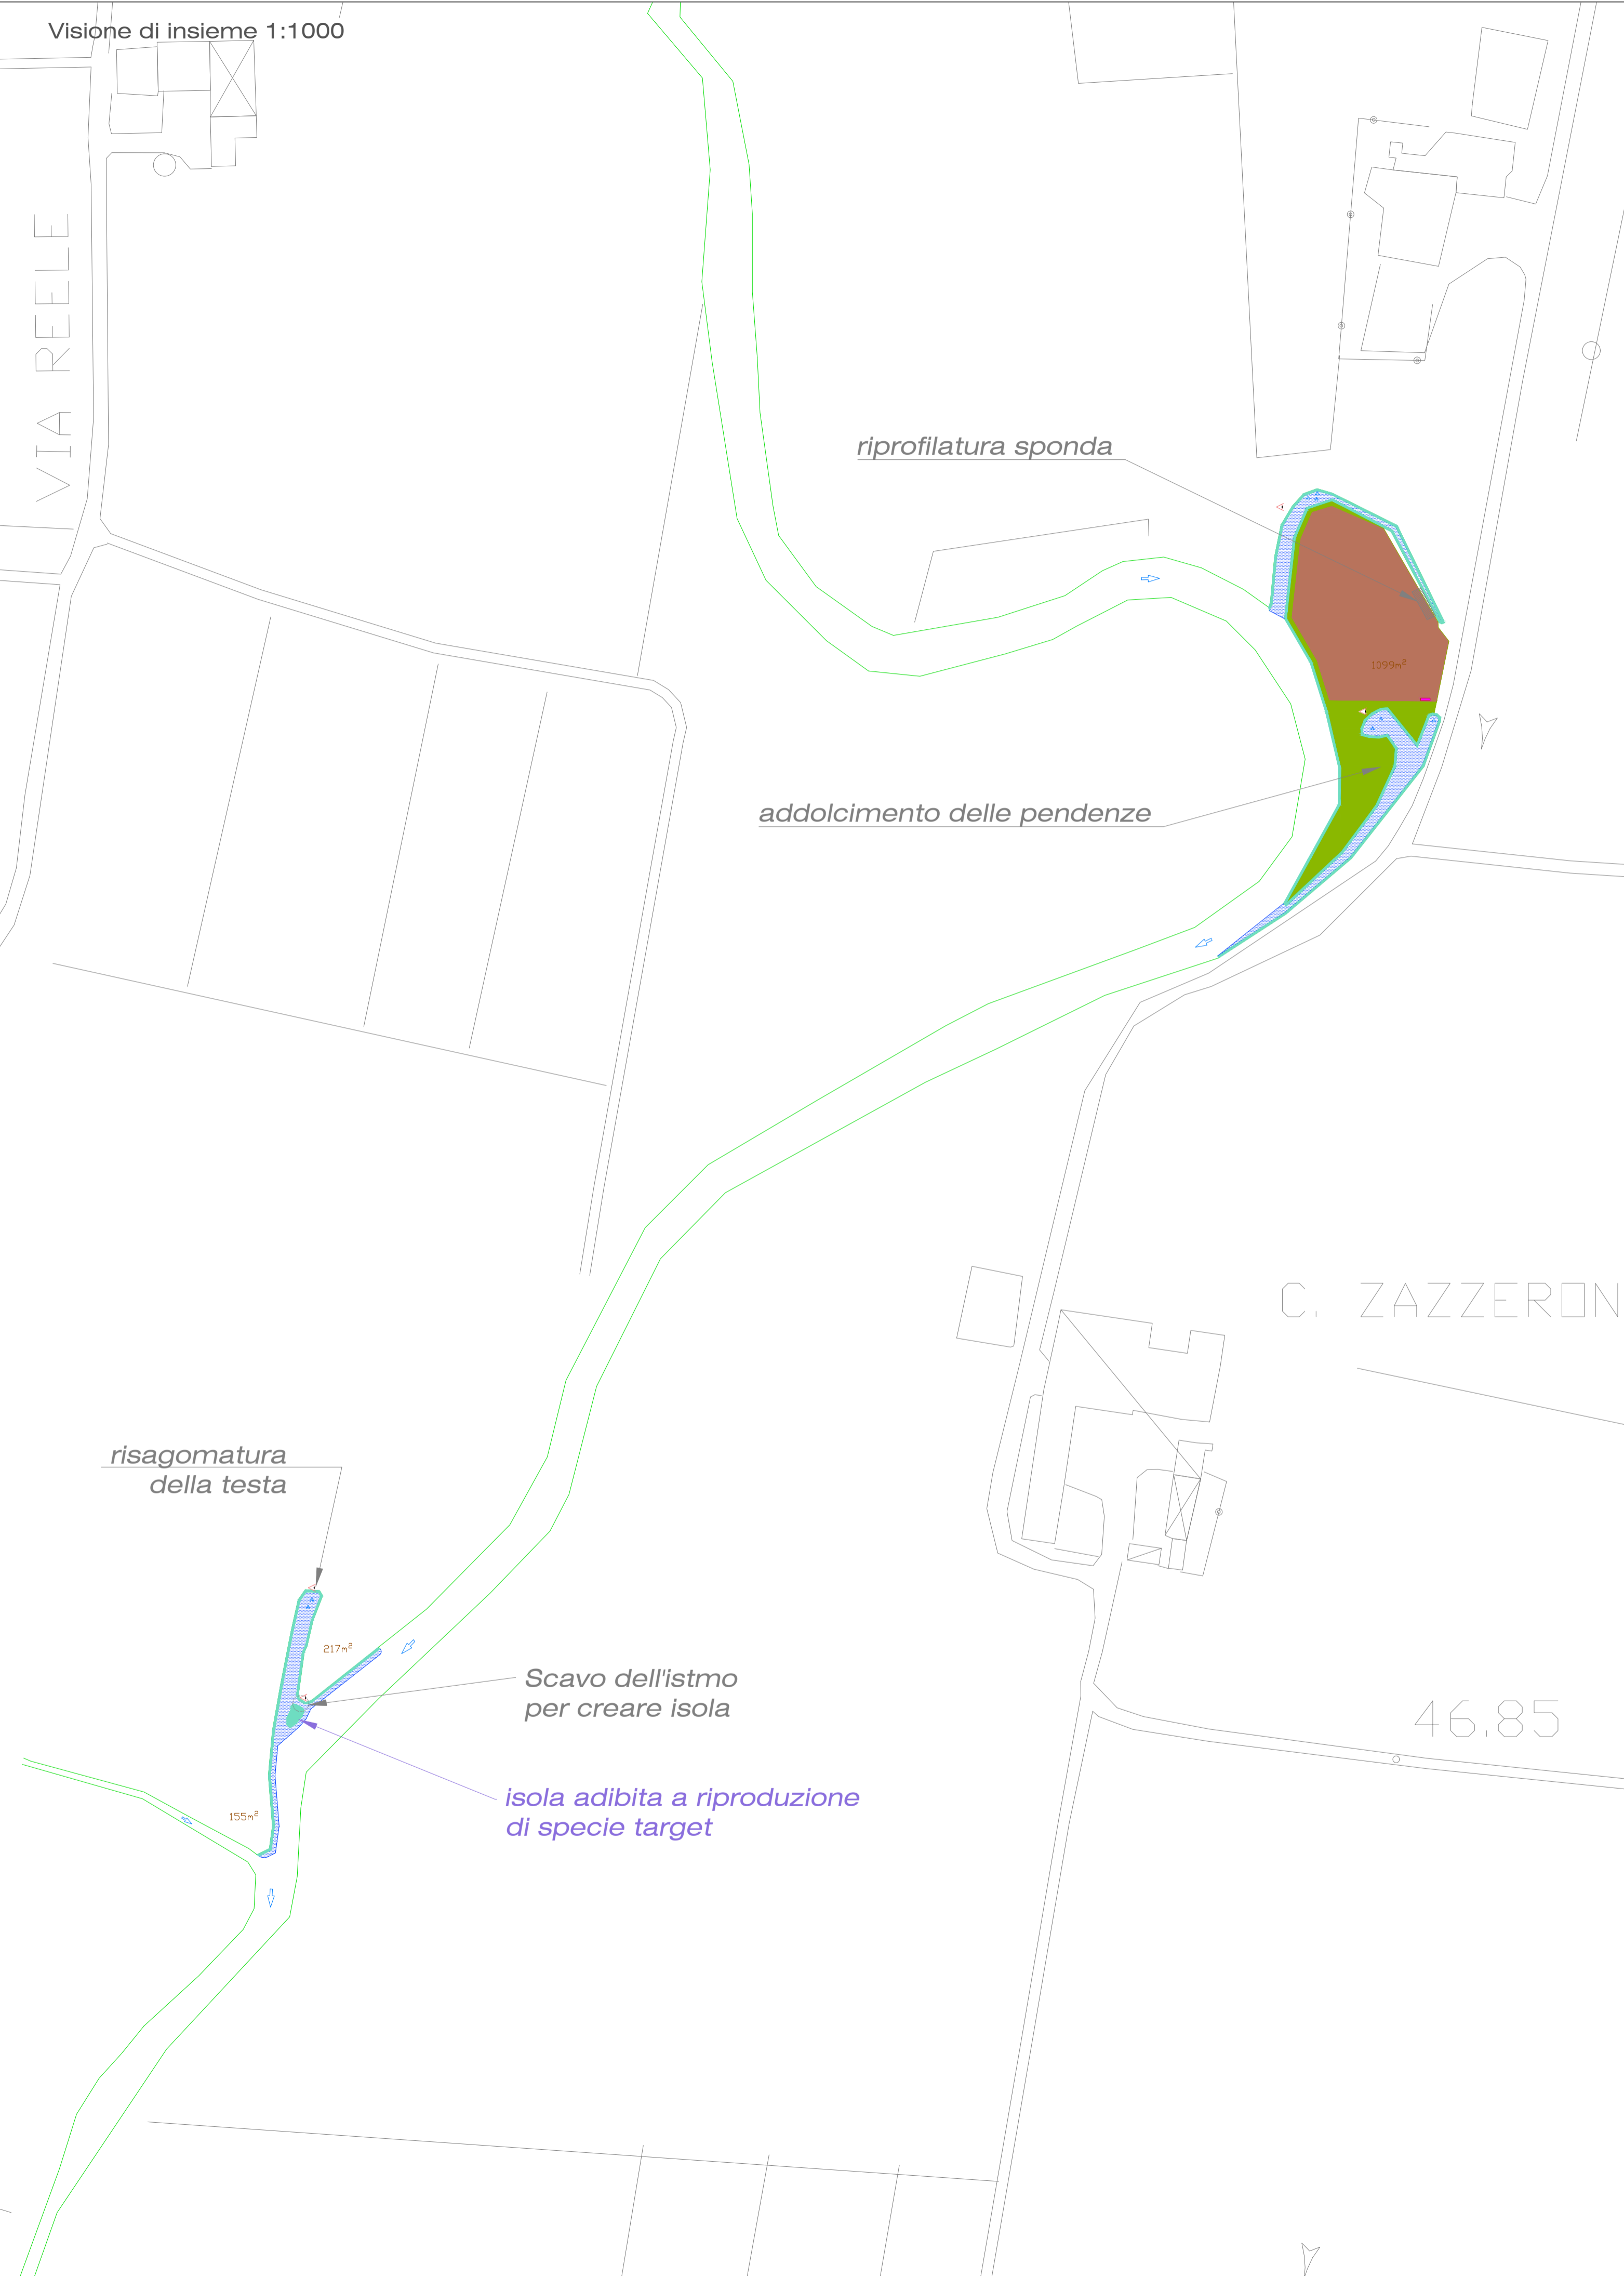 Visione di insieme 1:1000
VIA REELE
riprofilatura sponda
1099m²
addolcimento delle pendenze
C. ZAZZERON
risagomatura
della testa
217m²
Scavo dell'istmo
per creare isola
46.85
isola adibita a riproduzione
di specie target
155m²